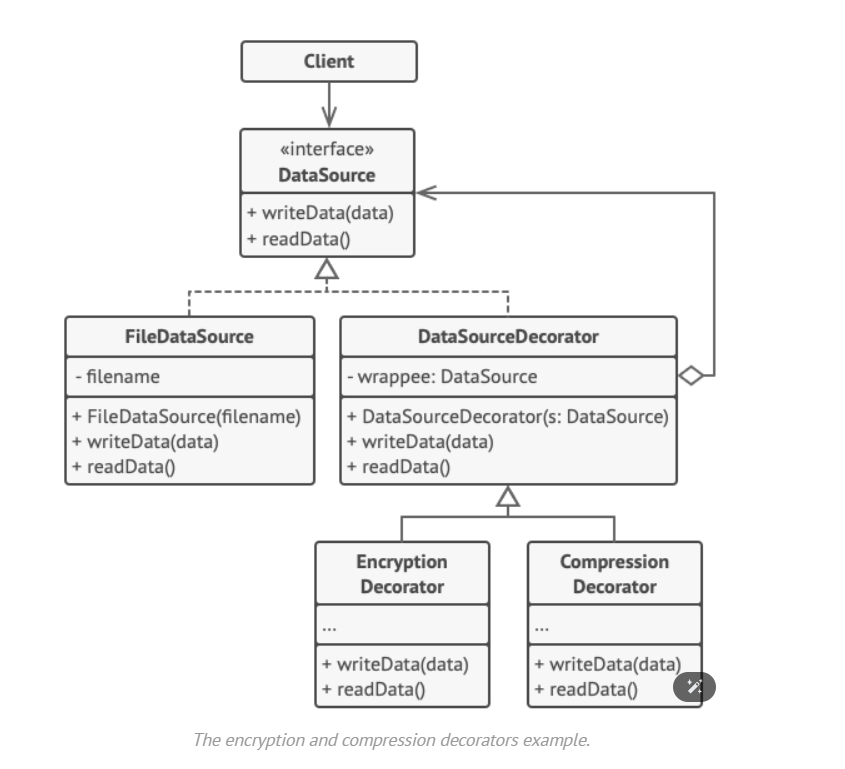 Client
«interface»
DataSource
+ writeData(data)
+ readData()
FileDataSource
- filename
+ FileDataSource(filename)
+ writeData(data)
+ readData()
DataSourceDecorator
- wrappee: DataSource
+ DataSourceDecorator(s: DataSource)
+ writeData(data)
+ readData()
Encryption
Decorator
...
+ writeData(data)
+ readData()
Compression
Decorator
...
+ writeData(data)
+ readData()
The encryption and compression decorators example.